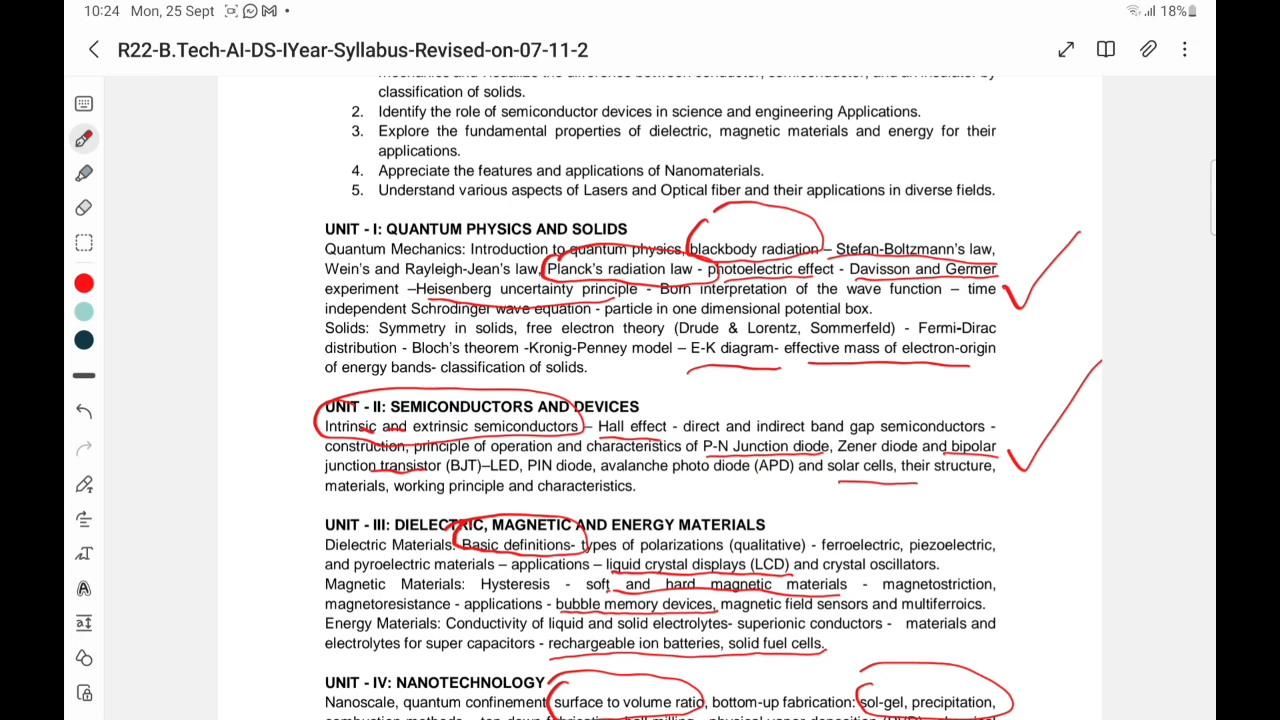 10:24 Mon, 25 Sept
18%
R22-B.Tech-AI-DS-IYear-Syllabus-Revised-on-07-11-2
mechanics and visualize the difference between conductor, semiconductor, and an insulator by
classification of solids.
2. Identify the role of semiconductor devices in science and engineering Applications.
3. Explore the fundamental properties of dielectric, magnetic materials and energy for their
applications.
4. Appreciate the features and applications of Nanomaterials.
5. Understand various aspects of Lasers and Optical fiber and their applications in diverse fields.
UNIT - I: QUANTUM PHYSICS AND SOLIDS
Quantum Mechanics: Introduction to quantum physics, blackbody radiation – Stefan-Boltzmann's law,
Wein's and Rayleigh-Jean's law, Planck's radiation law - photoelectric effect - Davisson and Germer
experiment –Heisenberg uncertainty principle - Born interpretation of the wave function – time
independent Schrodinger wave equation - particle in one dimensional potential box.
Solids: Symmetry in solids, free electron theory (Drude & Lorentz, Sommerfeld) - Fermi-Dirac
distribution - Bloch's theorem -Kronig-Penney model – E-K diagram- effective mass of electron-origin
of energy bands- classification of solids.
UNIT - II: SEMICONDUCTORS AND DEVICES
Intrinsic and extrinsic semiconductors – Hall effect - direct and indirect band gap semiconductors -
construction, principle of operation and characteristics of P-N Junction diode, Zener diode and bipolar
junction transistor (BJT)–LED, PIN diode, avalanche photo diode (APD) and solar cells, their structure,
materials, working principle and characteristics.
UNIT - III: DIELECTRIC, MAGNETIC AND ENERGY MATERIALS
Dielectric Materials: Basic definitions- types of polarizations (qualitative) - ferroelectric, piezoelectric,
and pyroelectric materials – applications – liquid crystal displays (LCD) and crystal oscillators.
Magnetic Materials: Hysteresis - soft and hard magnetic materials - magnetostriction,
magnetoresistance - applications - bubble memory devices, magnetic field sensors and multiferroics.
Energy Materials: Conductivity of liquid and solid electrolytes- superionic conductors - materials and
electrolytes for super capacitors - rechargeable ion batteries, solid fuel cells.
UNIT - IV: NANOTECHNOLOGY
Nanoscale, quantum confinement, surface to volume ratio, bottom-up fabrication: sol-gel, precipitation,